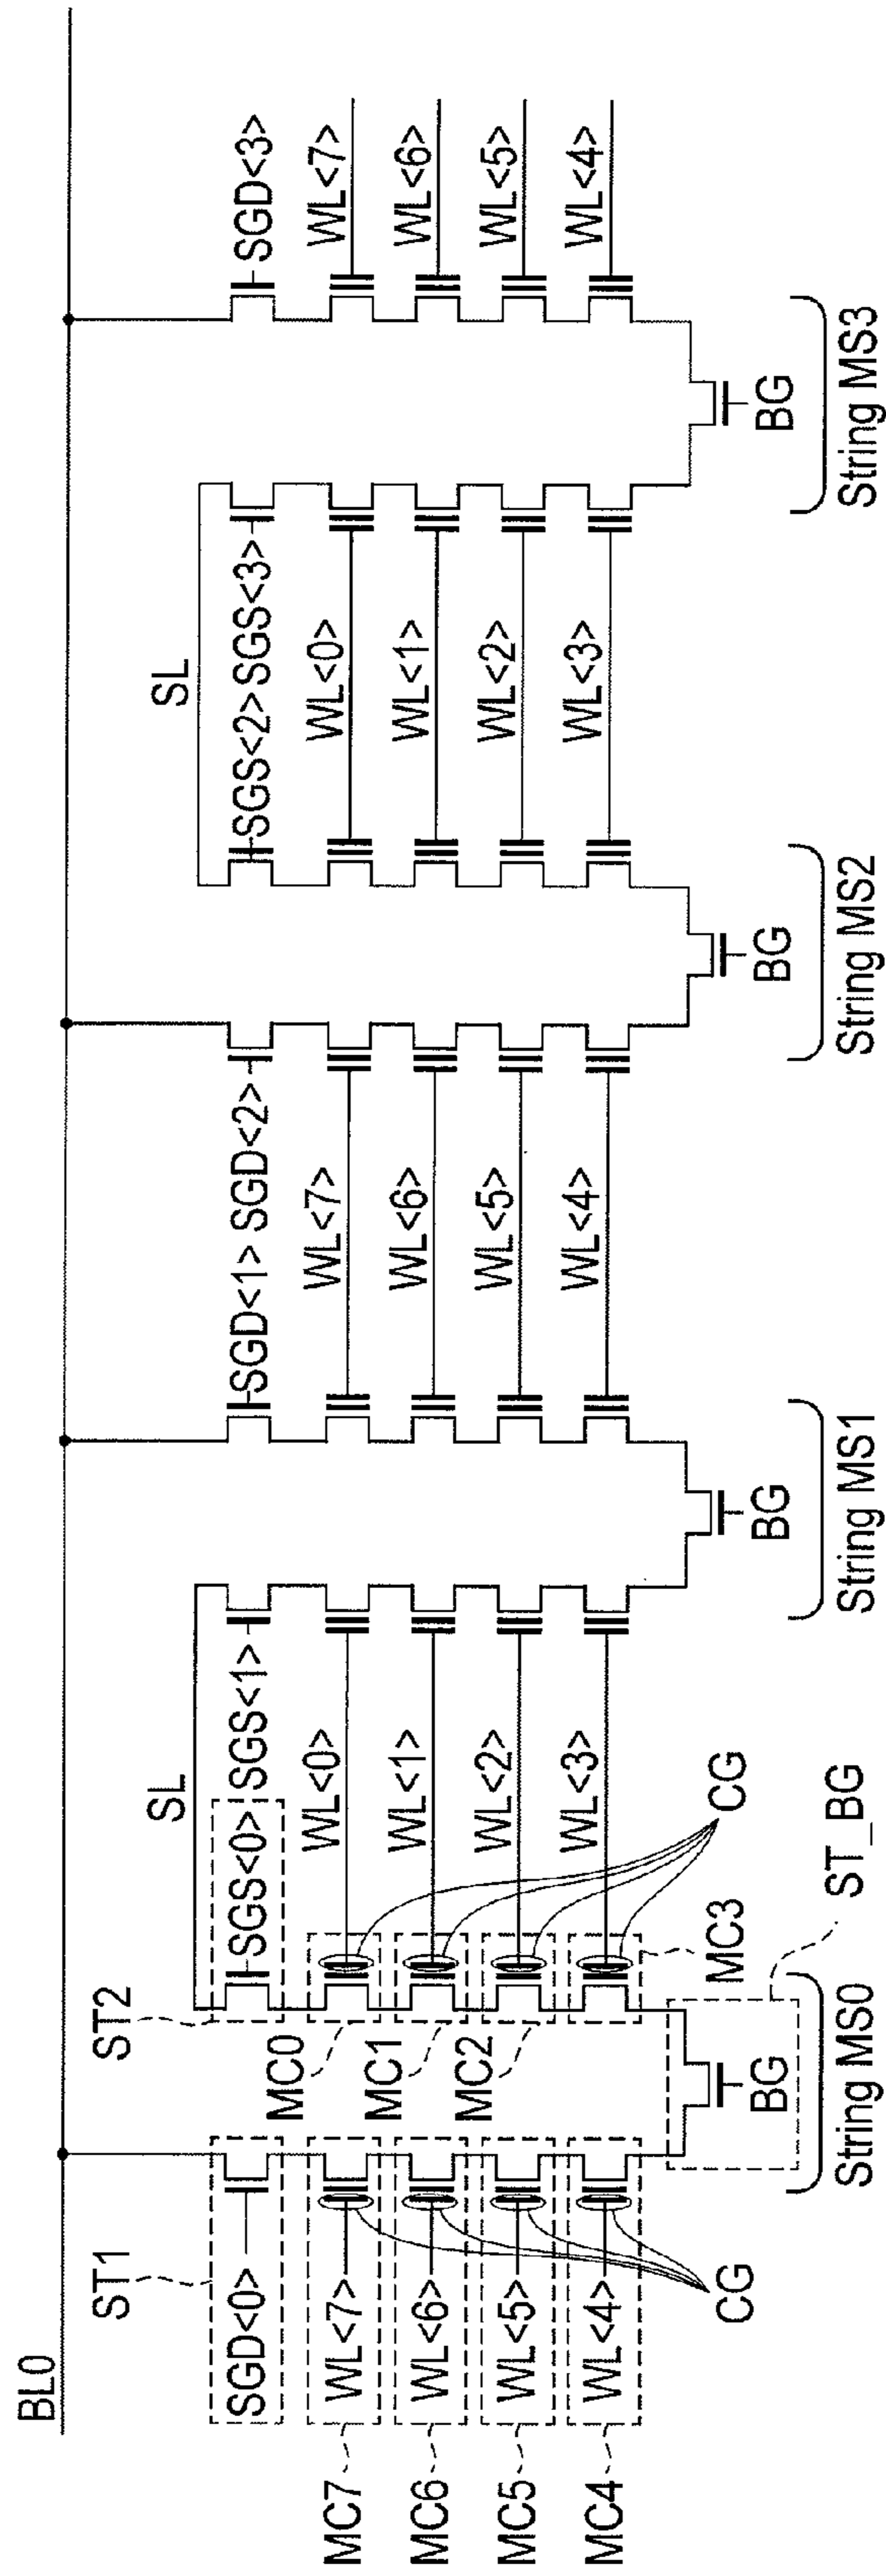 BL0
ST1
ST2
SL
SL
SGD<0>
SGS<0>
SGS<1>
SGD<1>
SGD<2>
SGS<2>
SGS<3>
SGD<3>
MC7
WL<7>
MC0
WL<0>
WL<7>
WL<0>
WL<7>
MC6
WL<6>
MC1
WL<1>
WL<6>
WL<1>
WL<6>
MC5
WL<5>
MC2
WL<2>
WL<5>
WL<2>
WL<5>
MC4
WL<4>
MC3
WL<3>
WL<4>
WL<3>
WL<4>
CG
CG
BG
BG
BG
BG
ST_BG
String MS0
String MS1
String MS2
String MS3